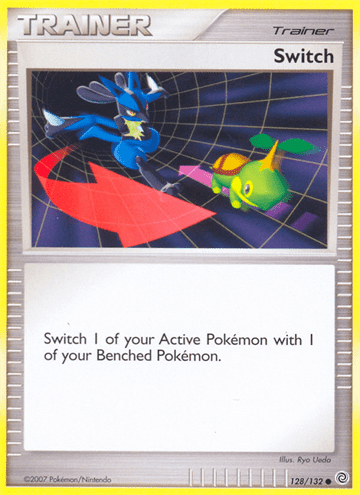 TRAINER
Trainer
Switch
Switch 1 of your Active Pokémon with 1
of your Benched Pokémon.
Illus. Ryo Ueda
©2007 Pokémon/Nintendo
128/132 ●